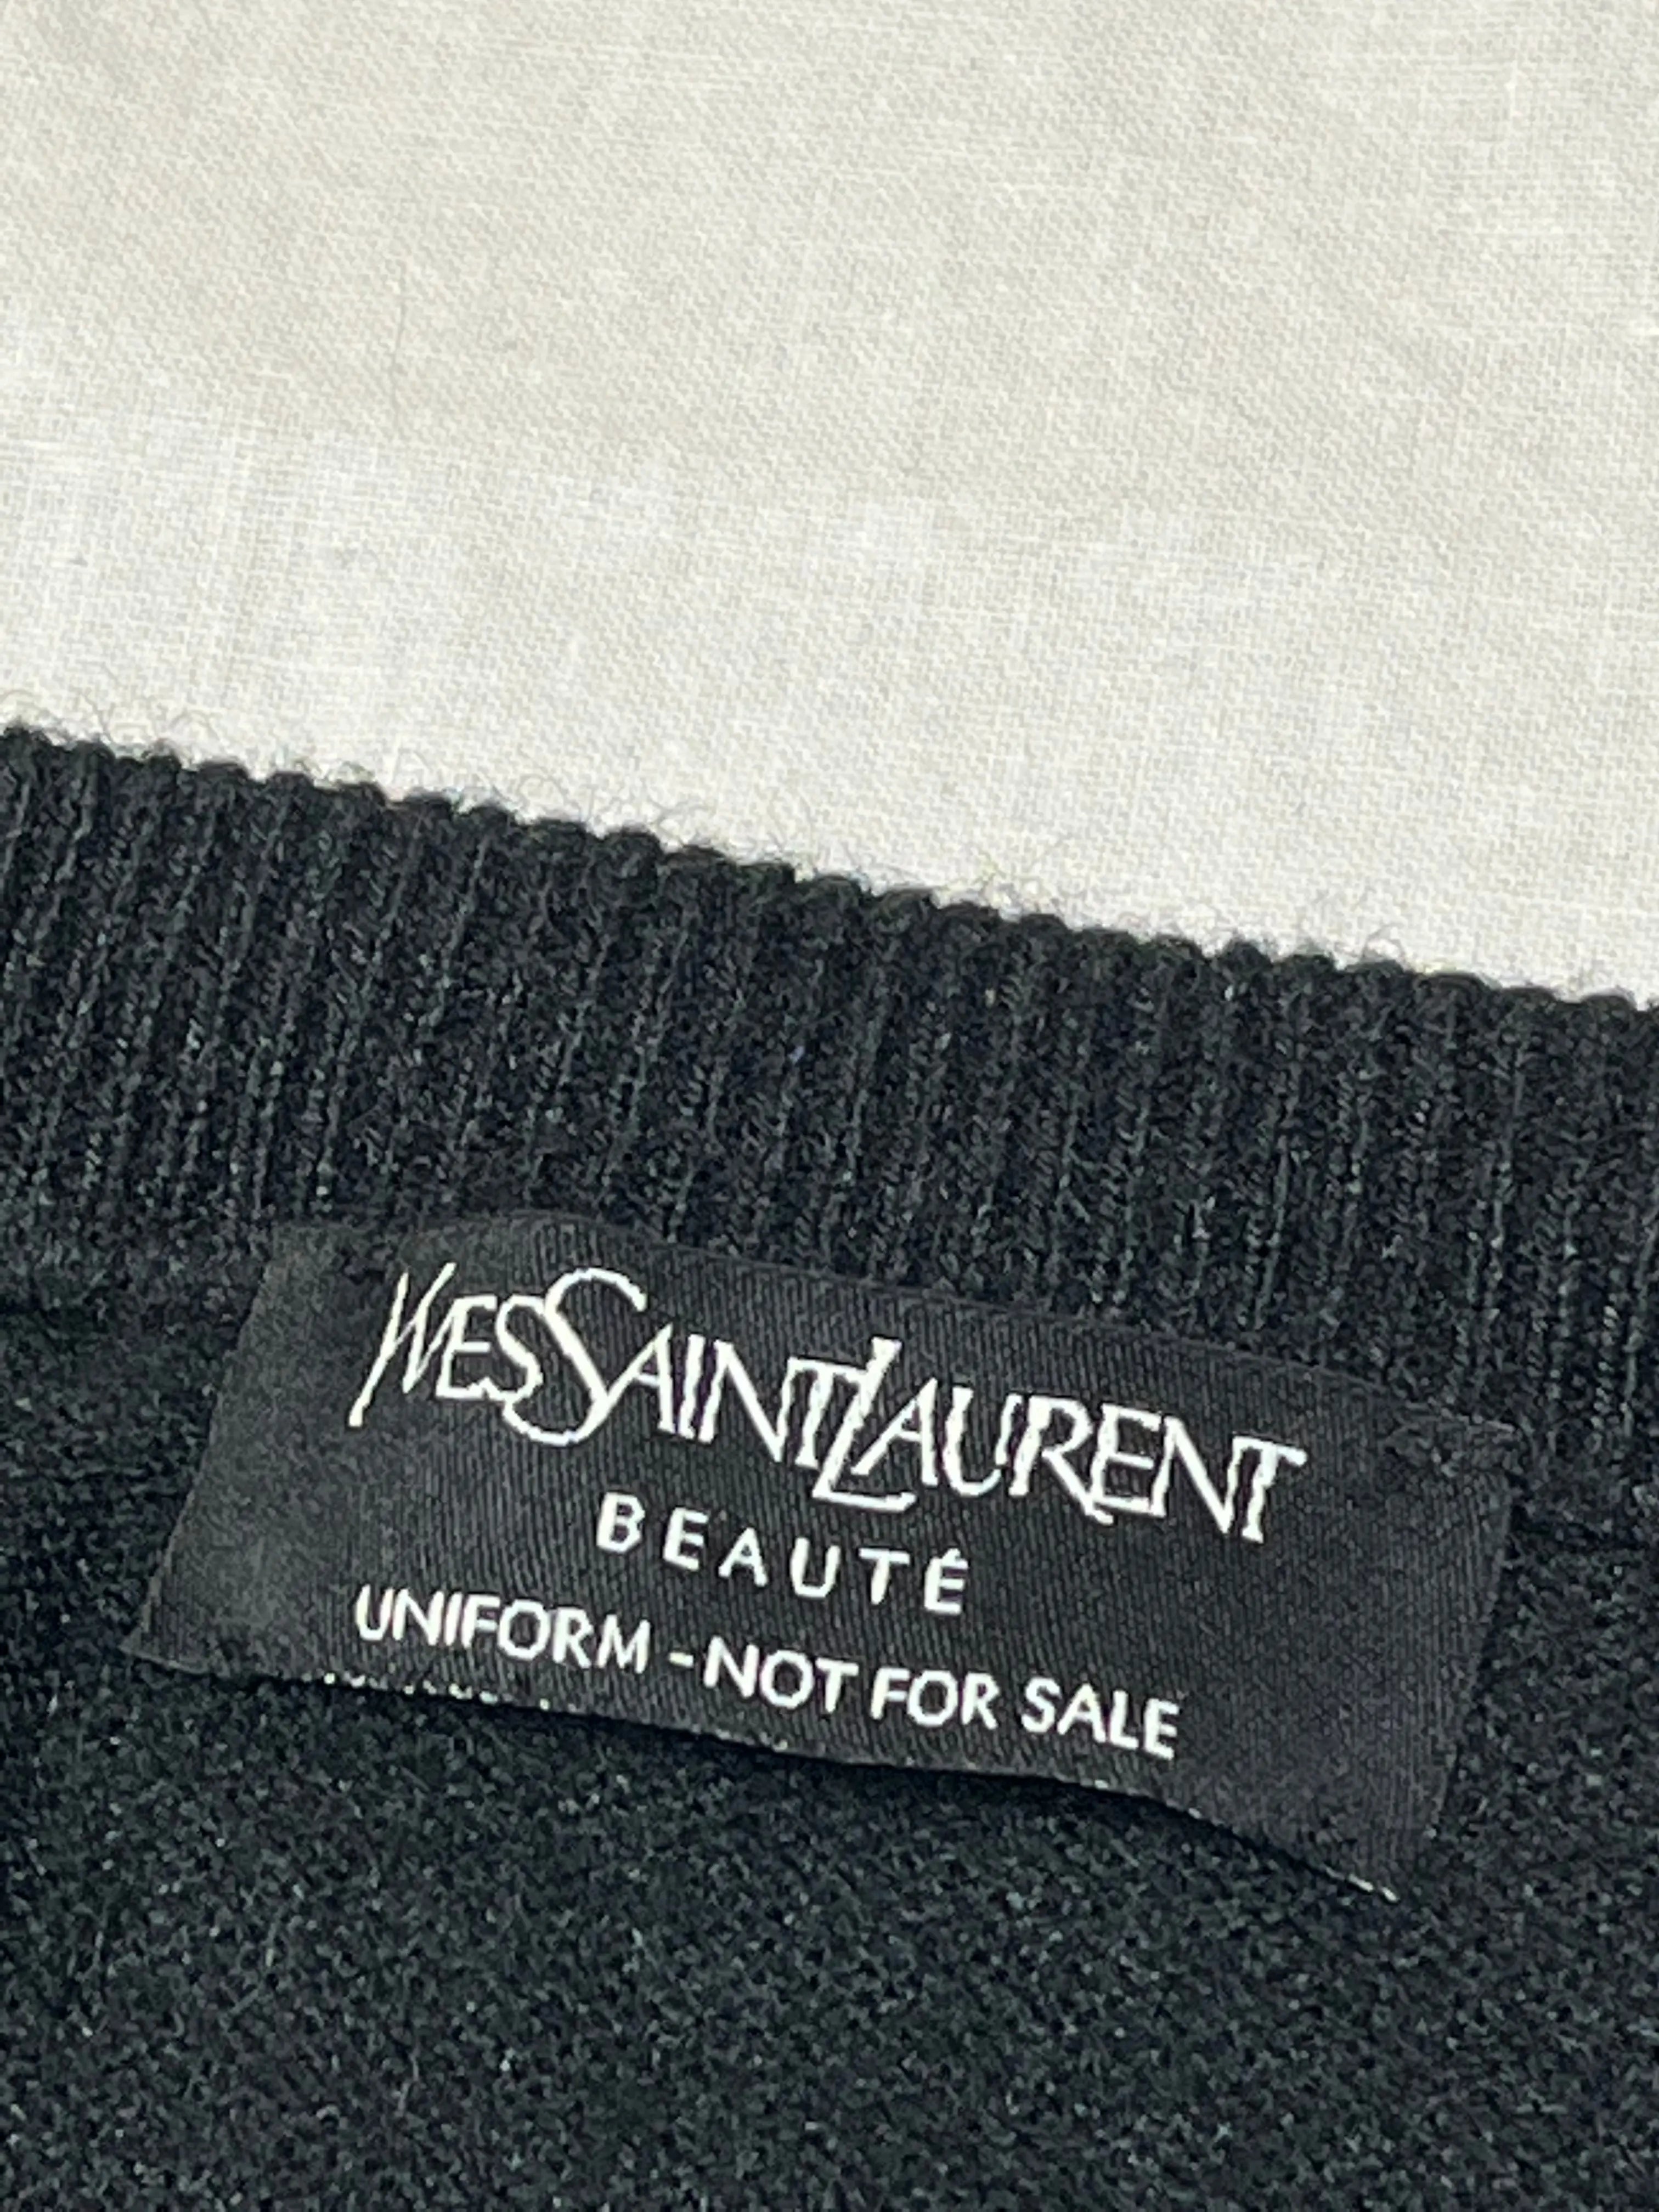 YVESSAINTLAURENT
BEAUTÉ
UNIFORM - NOT FOR SALE